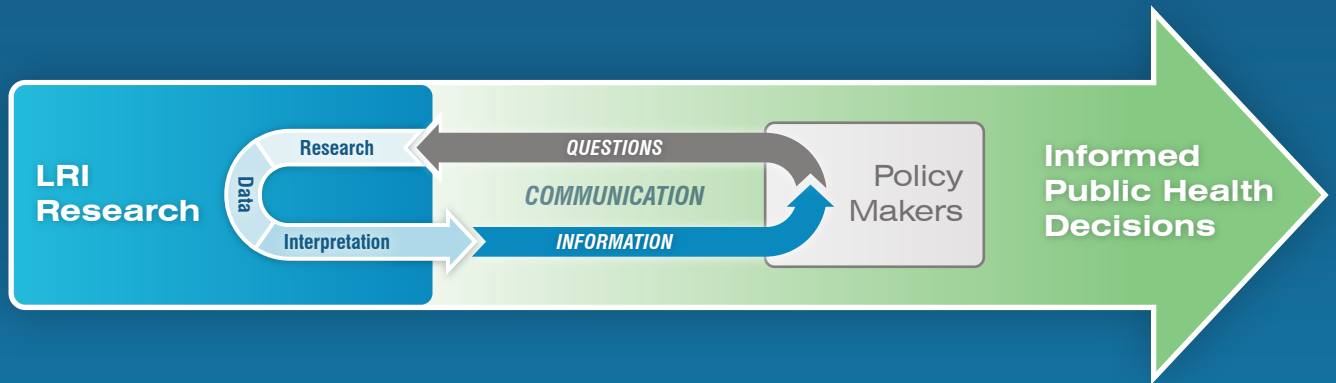 LRI
Research
Research
Data
Interpretation
QUESTIONS
COMMUNICATION
INFORMATION
Policy
Makers
Informed
Public Health
Decisions